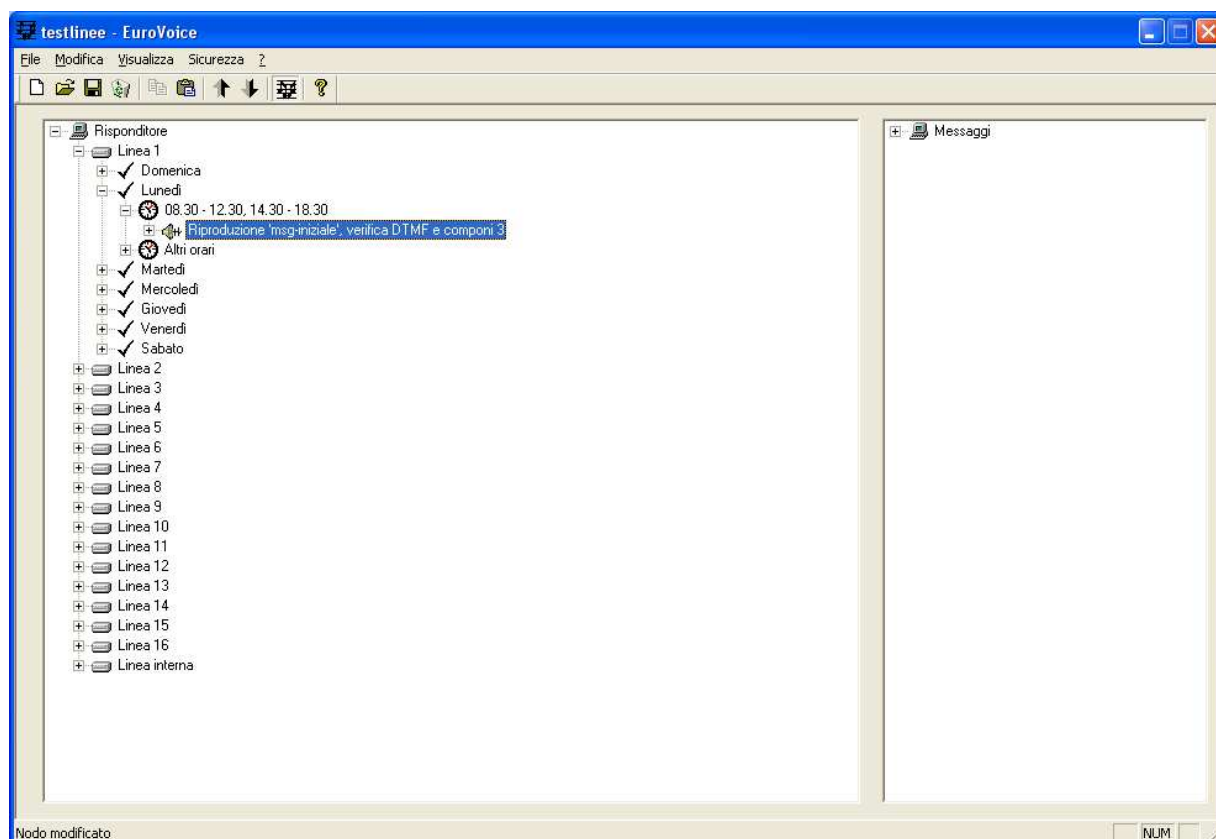 testlinee - EuroVoice
File Modifica Visualizza Sicurezza ?
Risponditore
Linea 1
Domenica
Lunedì
08.30 - 12.30, 14.30 - 18.30
Riproduzione 'msg-iniziale', verifica DTMF e componi 3
Altri orari
Martedì
Mercoledì
Giovedì
Venerdì
Sabato
Linea 2
Linea 3
Linea 4
Linea 5
Linea 6
Linea 7
Linea 8
Linea 9
Linea 10
Linea 11
Linea 12
Linea 13
Linea 14
Linea 15
Linea 16
Linea interna
Messaggi
Nodo modificato
NUM